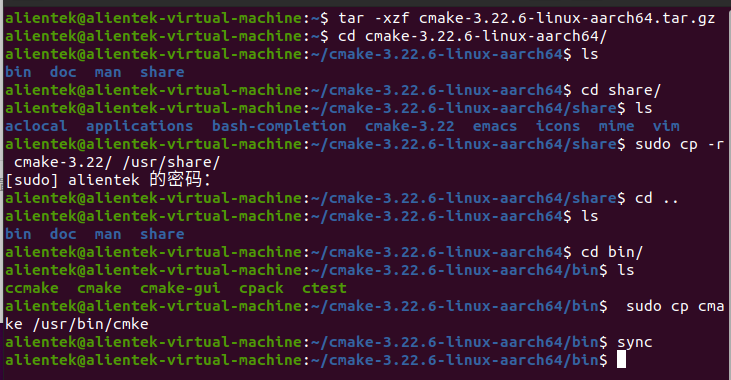 alientek@alientek-virtual-machine:~$ tar -xzf cmake-3.22.6-linux-aarch64.tar.gz
alientek@alientek-virtual-machine:~$ cd cmake-3.22.6-linux-aarch64/
alientek@alientek-virtual-machine:~/cmake-3.22.6-linux-aarch64$ ls
bin  doc  man  share
alientek@alientek-virtual-machine:~/cmake-3.22.6-linux-aarch64$ cd share/
alientek@alientek-virtual-machine:~/cmake-3.22.6-linux-aarch64/share$ ls
aclocal  applications  bash-completion  cmake-3.22  emacs  icons  mime  vim
alientek@alientek-virtual-machine:~/cmake-3.22.6-linux-aarch64/share$ sudo cp -r
 cmake-3.22/ /usr/share/
[sudo] alientek 的密码：
alientek@alientek-virtual-machine:~/cmake-3.22.6-linux-aarch64/share$ cd ..
alientek@alientek-virtual-machine:~/cmake-3.22.6-linux-aarch64$ ls
bin  doc  man  share
alientek@alientek-virtual-machine:~/cmake-3.22.6-linux-aarch64$ cd bin/
alientek@alientek-virtual-machine:~/cmake-3.22.6-linux-aarch64/bin$ ls
ccmake  cmake  cmake-gui  cpack  ctest
alientek@alientek-virtual-machine:~/cmake-3.22.6-linux-aarch64/bin$  sudo cp cma
ke /usr/bin/cmke
alientek@alientek-virtual-machine:~/cmake-3.22.6-linux-aarch64/bin$ sync
alientek@alientek-virtual-machine:~/cmake-3.22.6-linux-aarch64/bin$